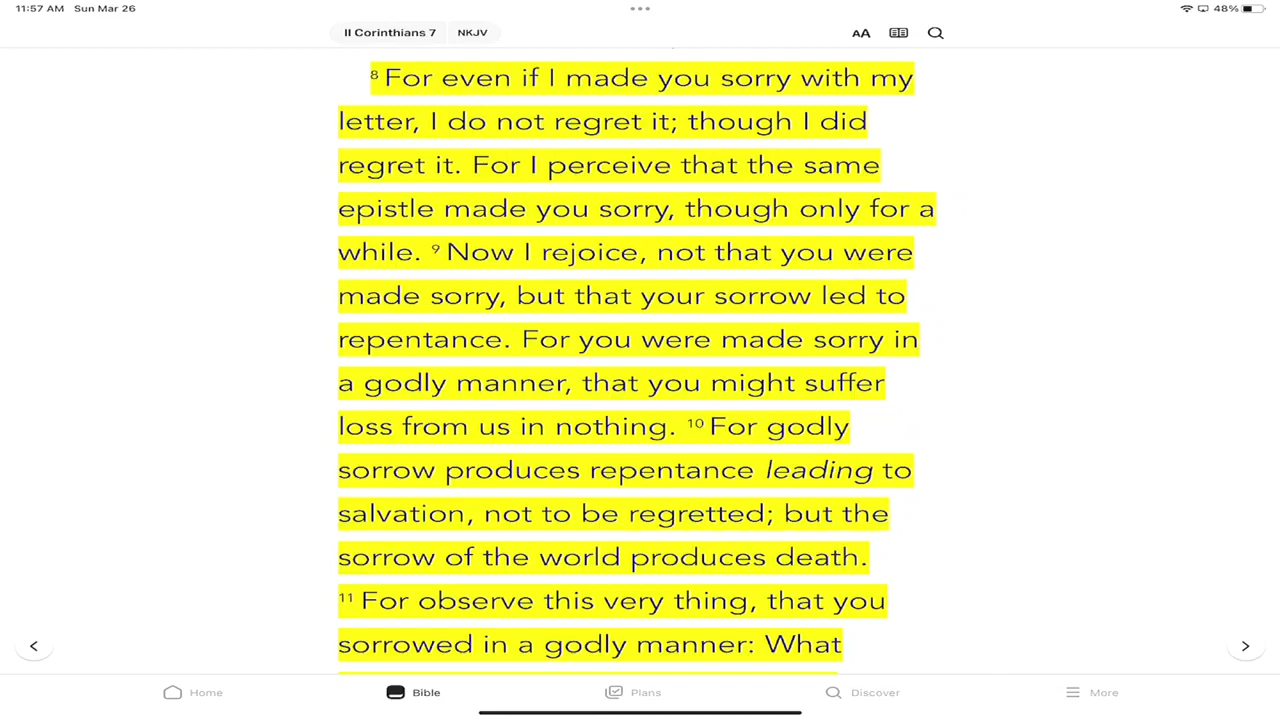 11:57 AM Sun Mar 26
48%
II Corinthians 7 NKJV
AA
8 For even if I made you sorry with my
letter, I do not regret it; though I did
regret it. For I perceive that the same
epistle made you sorry, though only for a
while. 9 Now I rejoice, not that you were
made sorry, but that your sorrow led to
repentance. For you were made sorry in
a godly manner, that you might suffer
loss from us in nothing. 10 For godly
sorrow produces repentance leading to
salvation, not to be regretted; but the
sorrow of the world produces death.
11 For observe this very thing, that you
sorrowed in a godly manner: What
Home Bible Plans Discover More